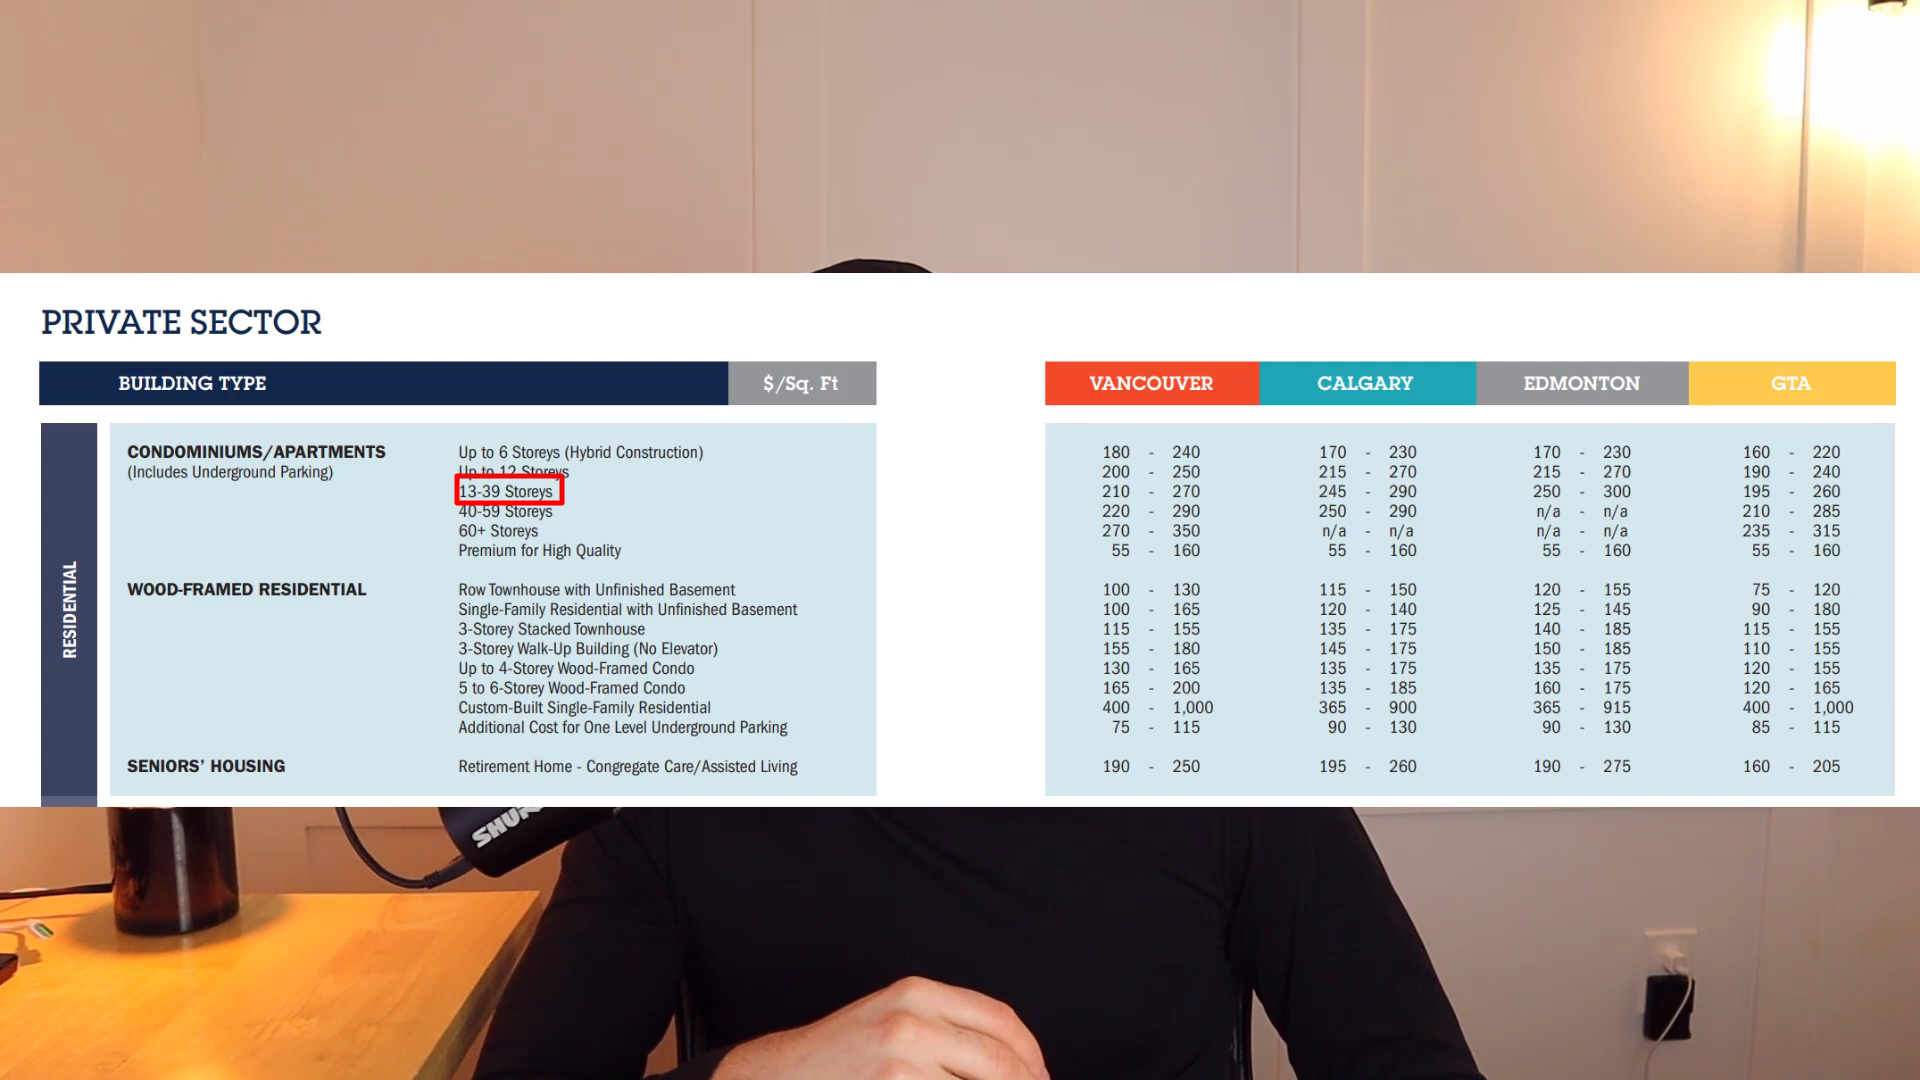 PRIVATE SECTOR
BUILDING TYPE $/Sq. Ft VANCOUVER CALGARY EDMONTON GTA
RESIDENTIAL
CONDOMINIUMS/APARTMENTS Up to 6 Storeys (Hybrid Construction) 180 - 240 170 - 230 170 - 230 160 - 220
(Includes Underground Parking) Up to 12 Storeys 200 - 250 215 - 270 215 - 270 190 - 240
13-39 Storeys 210 - 270 245 - 290 250 - 300 195 - 260
40-59 Storeys 220 - 290 250 - 290 n/a - n/a 210 - 285
60+ Storeys 270 - 350 n/a - n/a n/a - n/a 235 - 315
Premium for High Quality 55 - 160 55 - 160 55 - 160 55 - 160
WOOD-FRAMED RESIDENTIAL Row Townhouse with Unfinished Basement 100 - 130 115 - 150 120 - 155 75 - 120
Single-Family Residential with Unfinished Basement 100 - 165 120 - 140 125 - 145 90 - 180
3-Storey Stacked Townhouse 115 - 155 135 - 175 140 - 185 115 - 155
3-Storey Walk-Up Building (No Elevator) 155 - 180 145 - 175 150 - 185 110 - 155
Up to 4-Storey Wood-Framed Condo 130 - 165 135 - 175 135 - 175 120 - 155
5 to 6-Storey Wood-Framed Condo 165 - 200 135 - 185 160 - 175 120 - 165
Custom-Built Single-Family Residential 400 - 1,000 365 - 900 365 - 915 400 - 1,000
Additional Cost for One Level Underground Parking 75 - 115 90 - 130 90 - 130 85 - 115
SENIORS' HOUSING Retirement Home - Congregate Care/Assisted Living 190 - 250 195 - 260 190 - 275 160 - 205